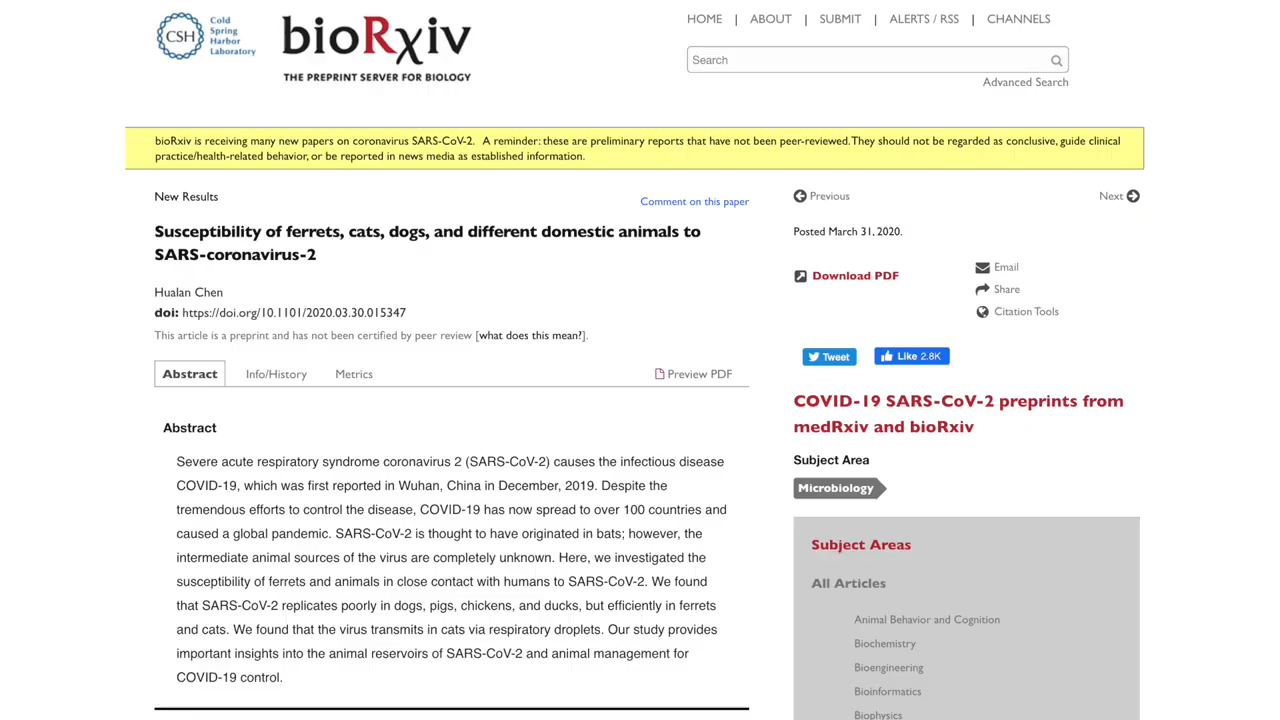 CSH
Cold
Spring
Harbor
Laboratory
bioRxiv
THE PREPRINT SERVER FOR BIOLOGY
HOME | ABOUT | SUBMIT | ALERTS / RSS | CHANNELS
Search
Advanced Search
bioRxiv is receiving many new papers on coronavirus SARS-CoV-2. A reminder: these are preliminary reports that have not been peer-reviewed. They should not be regarded as conclusive, guide clinical
practice/health-related behavior, or be reported in news media as established information.
New Results
Comment on this paper
Susceptibility of ferrets, cats, dogs, and different domestic animals to
SARS-coronavirus-2
Hualan Chen
doi: https://doi.org/10.1101/2020.03.30.015347
This article is a preprint and has not been certified by peer review [what does this mean?].
Abstract Info/History Metrics Preview PDF
Abstract
Severe acute respiratory syndrome coronavirus 2 (SARS-CoV-2) causes the infectious disease
COVID-19, which was first reported in Wuhan, China in December, 2019. Despite the
tremendous efforts to control the disease, COVID-19 has now spread to over 100 countries and
caused a global pandemic. SARS-CoV-2 is thought to have originated in bats; however, the
intermediate animal sources of the virus are completely unknown. Here, we investigated the
susceptibility of ferrets and animals in close contact with humans to SARS-CoV-2. We found
that SARS-CoV-2 replicates poorly in dogs, pigs, chickens, and ducks, but efficiently in ferrets
and cats. We found that the virus transmits in cats via respiratory droplets. Our study provides
important insights into the animal reservoirs of SARS-CoV-2 and animal management for
COVID-19 control.
Previous Next
Posted March 31, 2020.
Download PDF
Email
Share
Citation Tools
Tweet Like 2.8K
COVID-19 SARS-CoV-2 preprints from
medRxiv and bioRxiv
Subject Area
Microbiology
Subject Areas
All Articles
Animal Behavior and Cognition
Biochemistry
Bioengineering
Bioinformatics
Biophysics